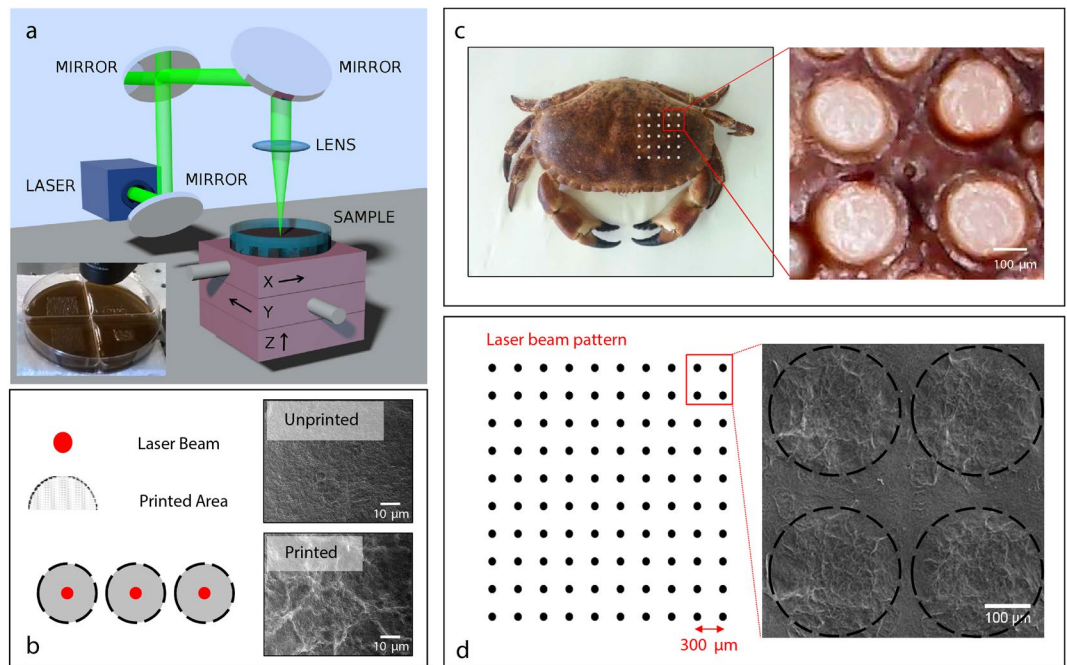 a
MIRROR
MIRROR
LENS
LASER
MIRROR
SAMPLE
X
Y
Z
b
Laser Beam
Printed Area
Unprinted
10 μm
Printed
10 μm
c
100 μm
Laser beam pattern
300 μm
100 μm
d